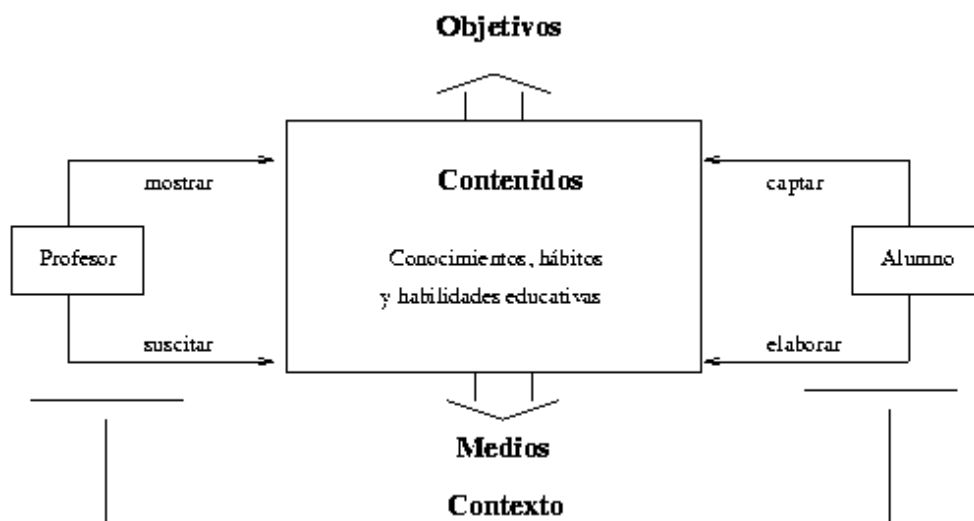 Objetivos
mostrar
Contenidos
captar
Profesor
Conocimientos, hábitos
y habilidades educativas
Alumno
suscitar
elaborar
Medios
Contexto